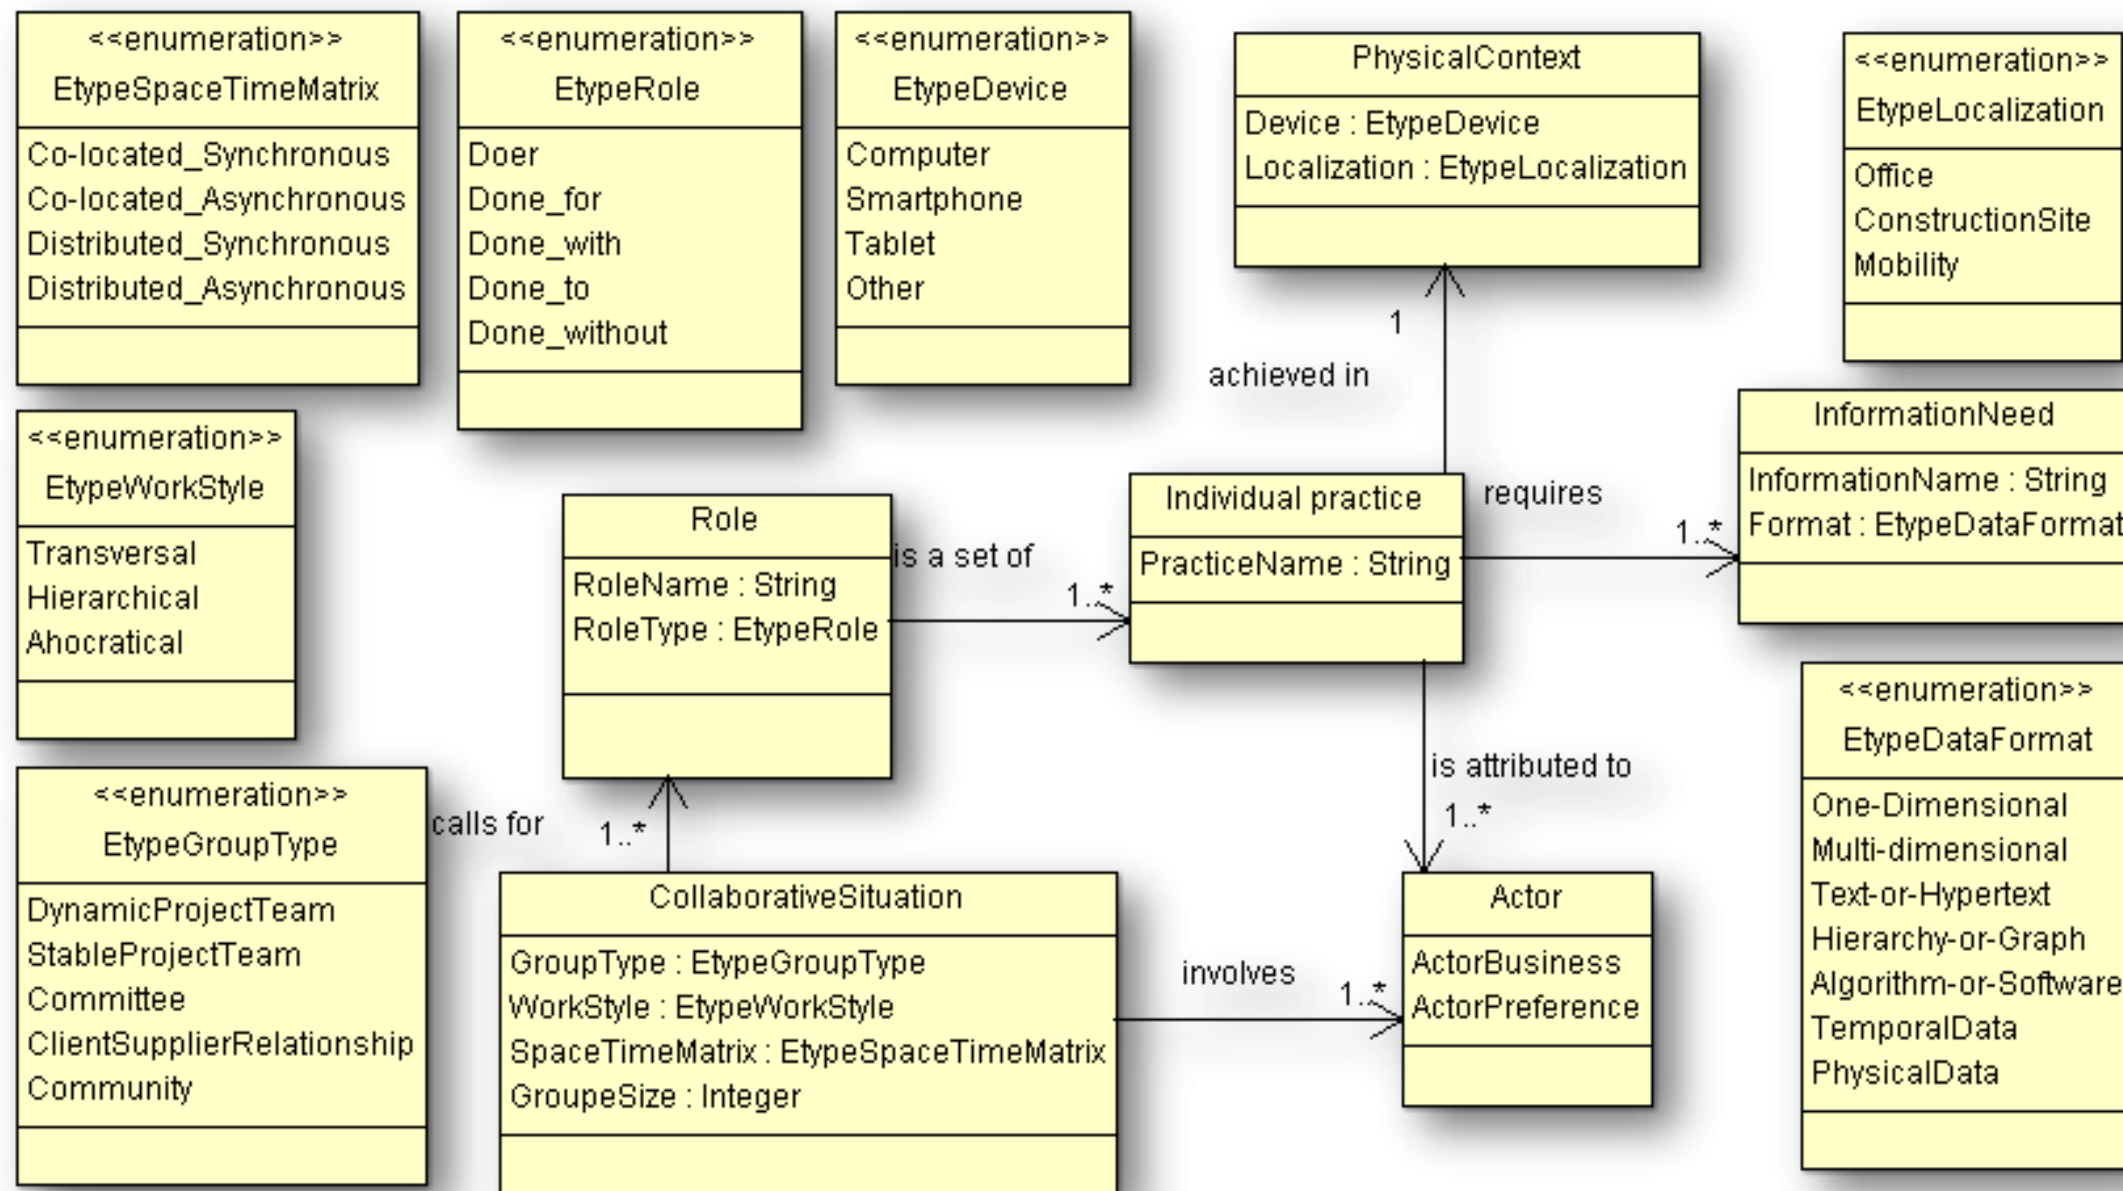 <<enumeration>>
EtypeSpaceTimeMatrix
Co-located_Synchronous
Co-located_Asynchronous
Distributed_Synchronous
Distributed_Asynchronous
<<enumeration>>
EtypeRole
Doer
Done_for
Done_with
Done_to
Done_without
<<enumeration>>
EtypeDevice
Computer
Smartphone
Tablet
Other
PhysicalContext
Device : EtypeDevice
Localization : EtypeLocalization
<<enumeration>>
EtypeLocalization
Office
ConstructionSite
Mobility
1
achieved in
<<enumeration>>
EtypeWorkStyle
Transversal
Hierarchical
Ahocratical
Role
RoleName : String
RoleType : EtypeRole
is a set of
1..*
Individual practice
PracticeName : String
requires
1..*
InformationNeed
InformationName : String
Format : EtypeDataFormat
is attributed to
1..*
<<enumeration>>
EtypeDataFormat
One-Dimensional
Multi-dimensional
Text-or-Hypertext
Hierarchy-or-Graph
Algorithm-or-Software
TemporalData
PhysicalData
<<enumeration>>
EtypeGroupType
DynamicProjectTeam
StableProjectTeam
Committee
ClientSupplierRelationship
Community
calls for
1..*
CollaborativeSituation
GroupType : EtypeGroupType
WorkStyle : EtypeWorkStyle
SpaceTimeMatrix : EtypeSpaceTimeMatrix
GroupeSize : Integer
involves
1..*
Actor
ActorBusiness
ActorPreference